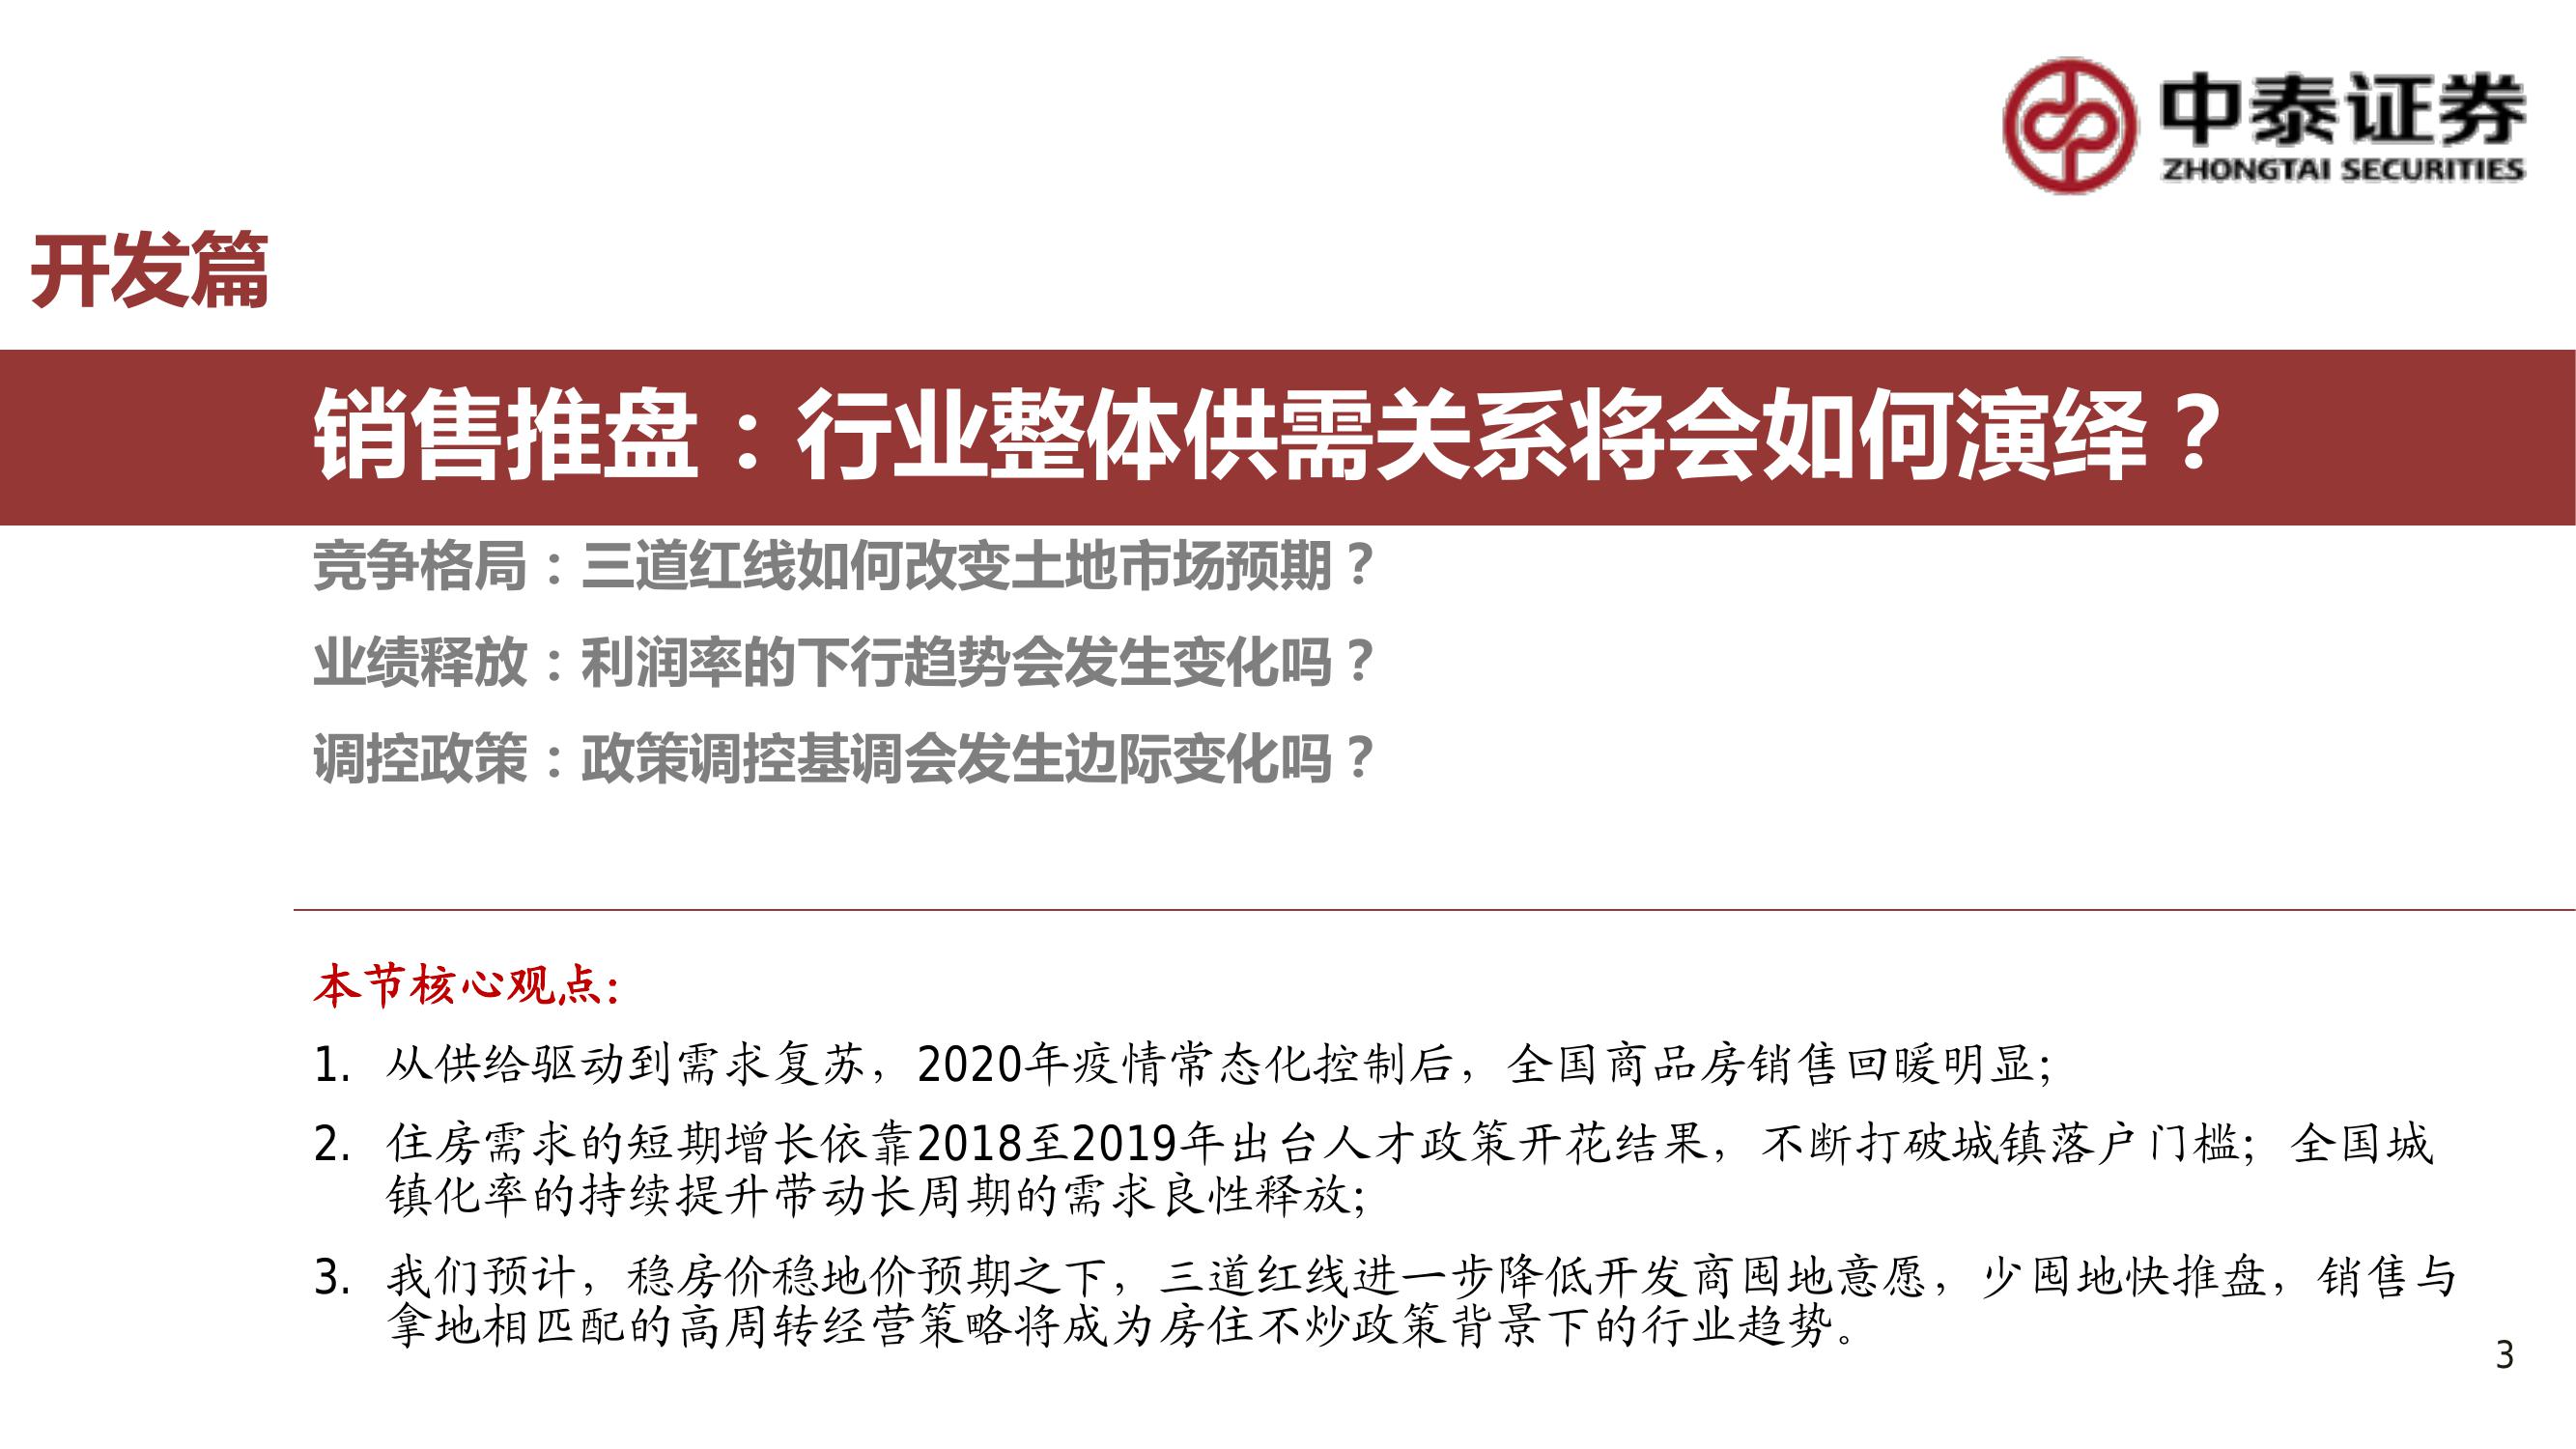 中泰证券
ZHONGTAI SECURITIES
开发篇
销售推盘：行业整体供需关系将会如何演绎？
竞争格局：三道红线如何改变土地市场预期？
业绩释放：利润率的下行趋势会发生变化吗？
调控政策：政策调控基调会发生边际变化吗？
本节核心观点：
1. 从供给驱动到需求复苏，2020年疫情常态化控制后，全国商品房销售回暖明显；
2. 住房需求的短期增长依靠2018至2019年出台人才政策开花结果，不断打破城镇落户门槛；全国城
镇化率的持续提升带动长周期的需求良性释放；
3. 我们预计，稳房价稳地价预期之下，三道红线进一步降低开发商囤地意愿，少囤地快推盘，销售与
拿地相匹配的高周转经营策略将成为房住不炒政策背景下的行业趋势。
3